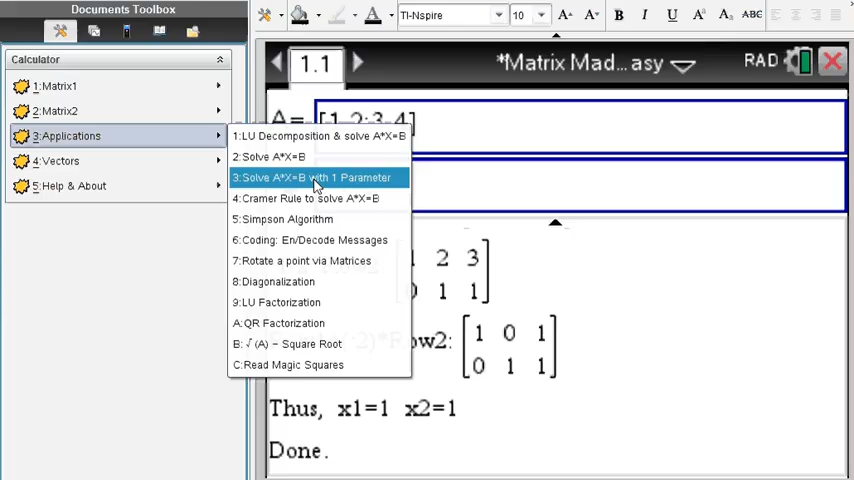 Documents Toolbox
TI-Nspire 10 B I U A A ABC
Calculator
1:Matrix1
2:Matrix2
3:Applications
4:Vectors
5:Help & About
1:LU Decomposition & solve A*X=B
2:Solve A*X=B
3:Solve A*X=B with 1 Parameter
4:Cramer Rule to solve A*X=B
5:Simpson Algorithm
6:Coding: En/Decode Messages
7:Rotate a point via Matrices
8:Diagonalization
9:LU Factorization
A:QR Factorization
B: √(A) – Square Root
C:Read Magic Squares
1.1 *Matrix Mad...asy RAD
A= [1,2;3,4]
1 2 3
0 1 1
2)*Row2: 1 0 1
0 1 1
Thus, x1=1 x2=1
Done.